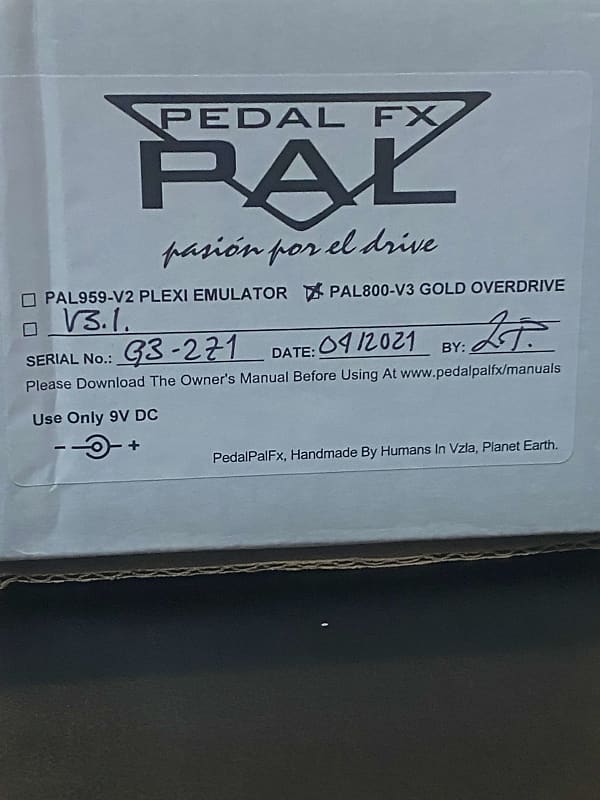 PEDAL FX
PAL
pasión por el drive
☐ PAL959-V2 PLEXI EMULATOR ☒ PAL800-V3 GOLD OVERDRIVE
☐ V3.1.
SERIAL No.: G3-271 DATE: 09/2021 BY: L.P.
Please Download The Owner's Manual Before Using At www.pedalpalfx/manuals
Use Only 9V DC
- +
PedalPalFx, Handmade By Humans In Vzla, Planet Earth.